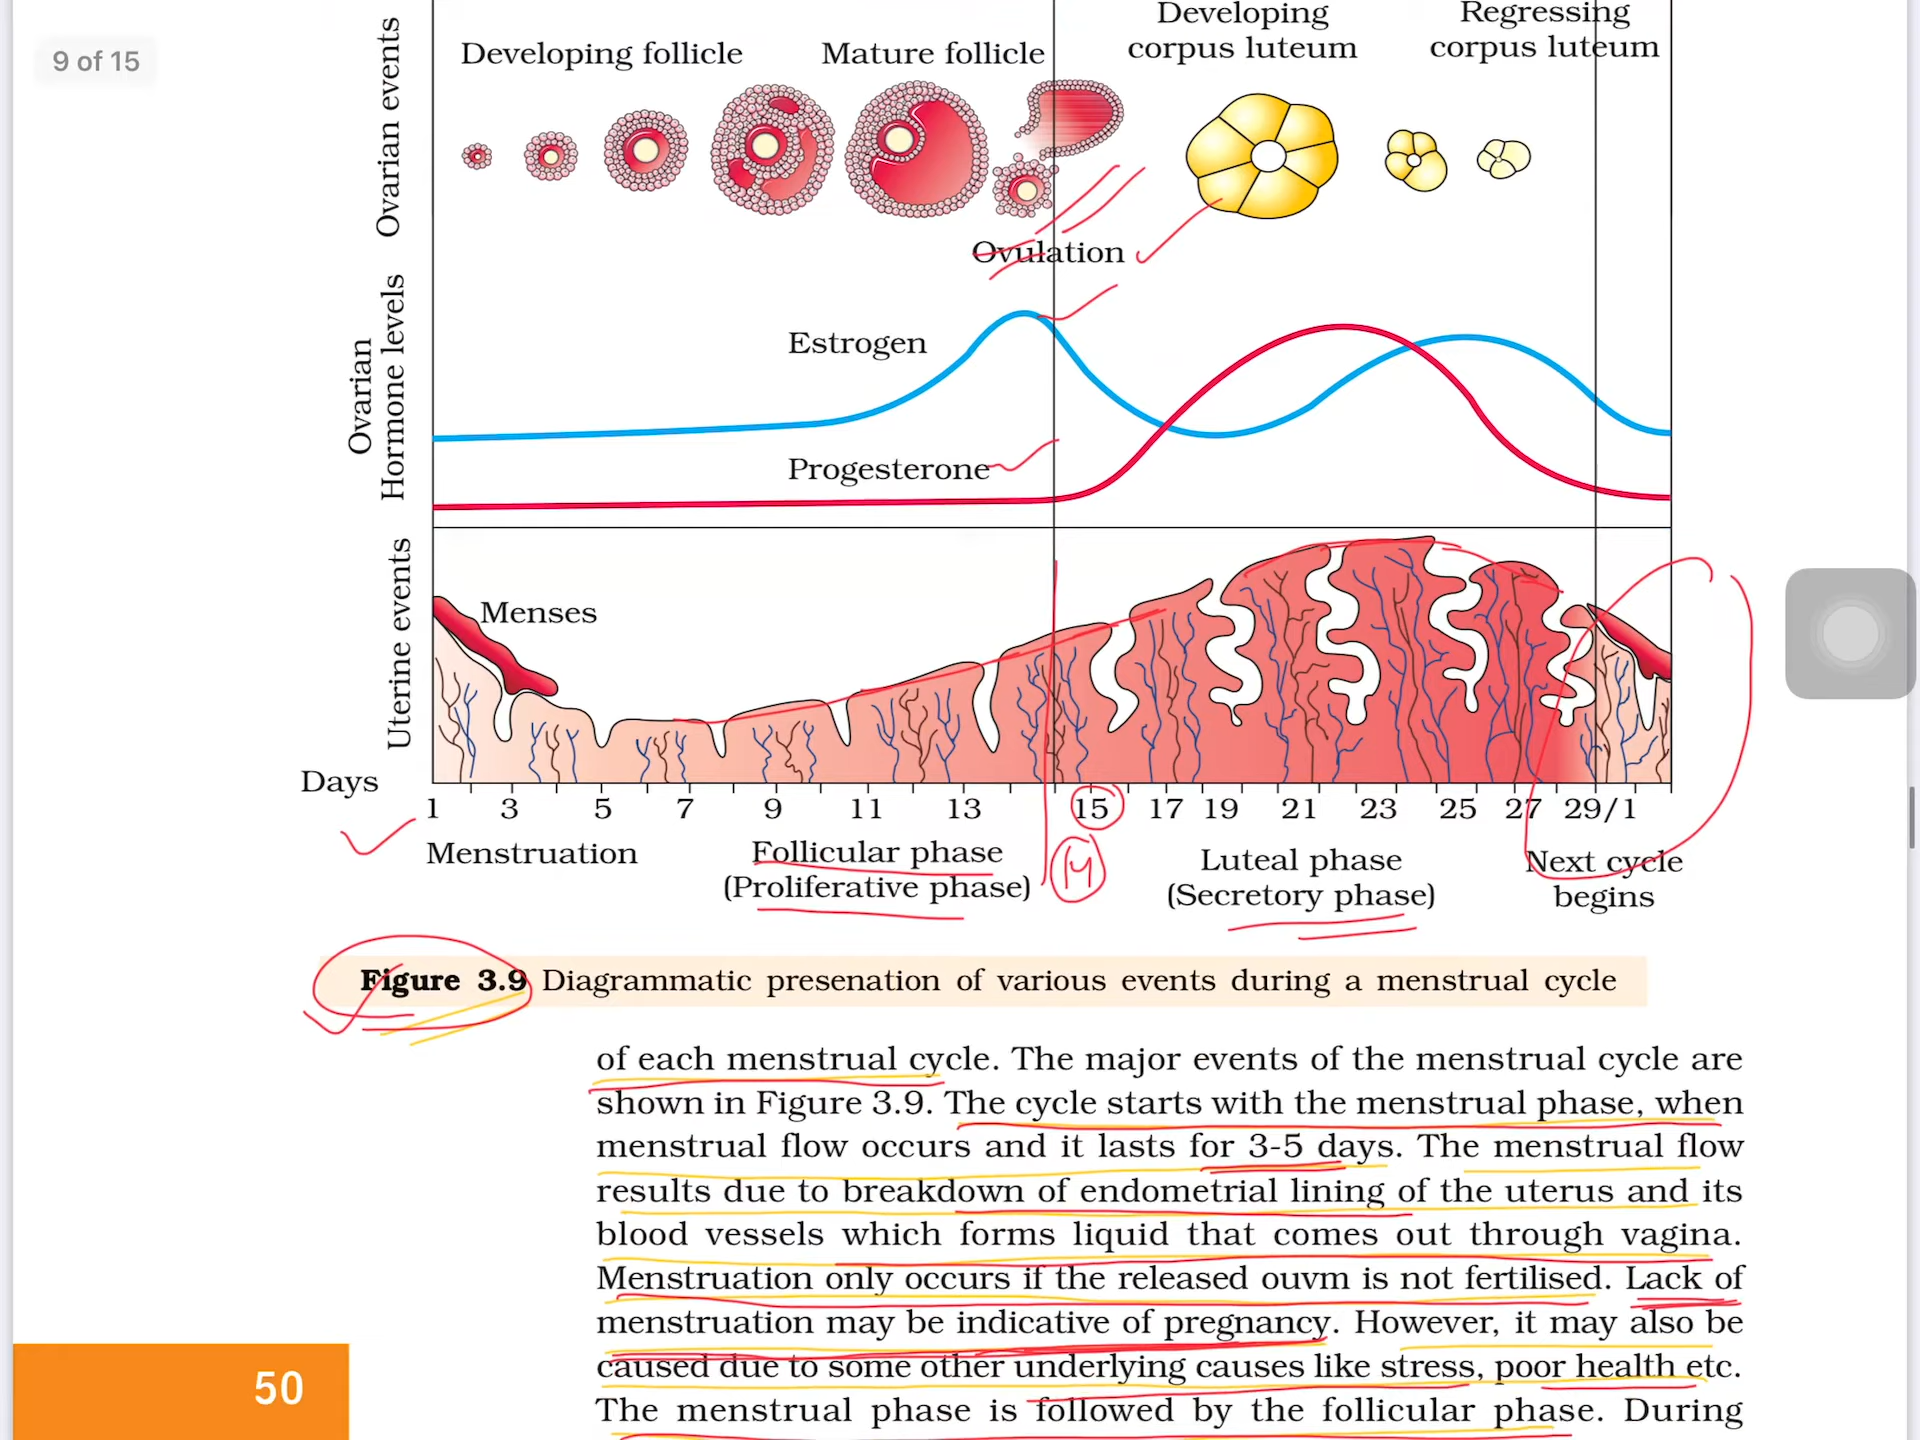 9 of 15
Ovarian events
Developing follicle
Mature follicle
Developing
corpus luteum
Regressing
corpus luteum
Ovulation
Ovarian
Hormone levels
Estrogen
Progesterone
Uterine events
Menses
Days
1 3 5 7 9 11 13 15 17 19 21 23 25 27 29/1
14
Menstruation
Follicular phase
(Proliferative phase)
Luteal phase
(Secretory phase)
Next cycle
begins
Figure 3.9 Diagrammatic presenation of various events during a menstrual cycle
of each menstrual cycle. The major events of the menstrual cycle are
shown in Figure 3.9. The cycle starts with the menstrual phase, when
menstrual flow occurs and it lasts for 3-5 days. The menstrual flow
results due to breakdown of endometrial lining of the uterus and its
blood vessels which forms liquid that comes out through vagina.
Menstruation only occurs if the released ouvm is not fertilised. Lack of
menstruation may be indicative of pregnancy. However, it may also be
caused due to some other underlying causes like stress, poor health etc.
The menstrual phase is followed by the follicular phase. During
50